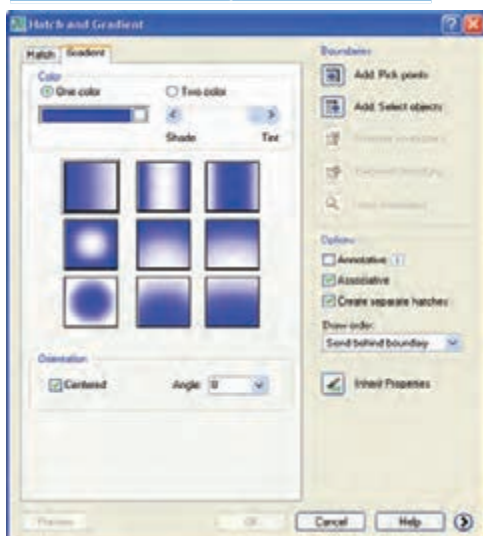 Hatch and Gradient
Hatch Gradient
Color
One color
Two color
Shade Tint
Orientation
Centered
Angle: 0
Boundaries
Add: Pick points
Add: Select objects
Options
Annotative
Associative
Create separate hatches
Draw order:
Send behind boundary
Inherit Properties
Preview
OK
Cancel
Help